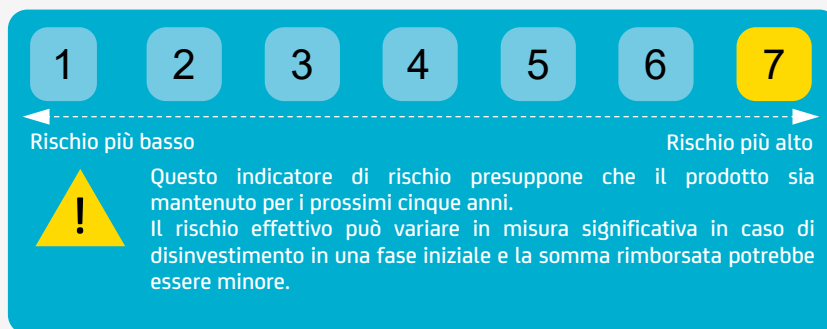 1 2 3 4 5 6 7
Rischio più basso Rischio più alto
Questo indicatore di rischio presuppone che il prodotto sia
mantenuto per i prossimi cinque anni.
Il rischio effettivo può variare in misura significativa in caso di
disinvestimento in una fase iniziale e la somma rimborsata potrebbe
essere minore.
!